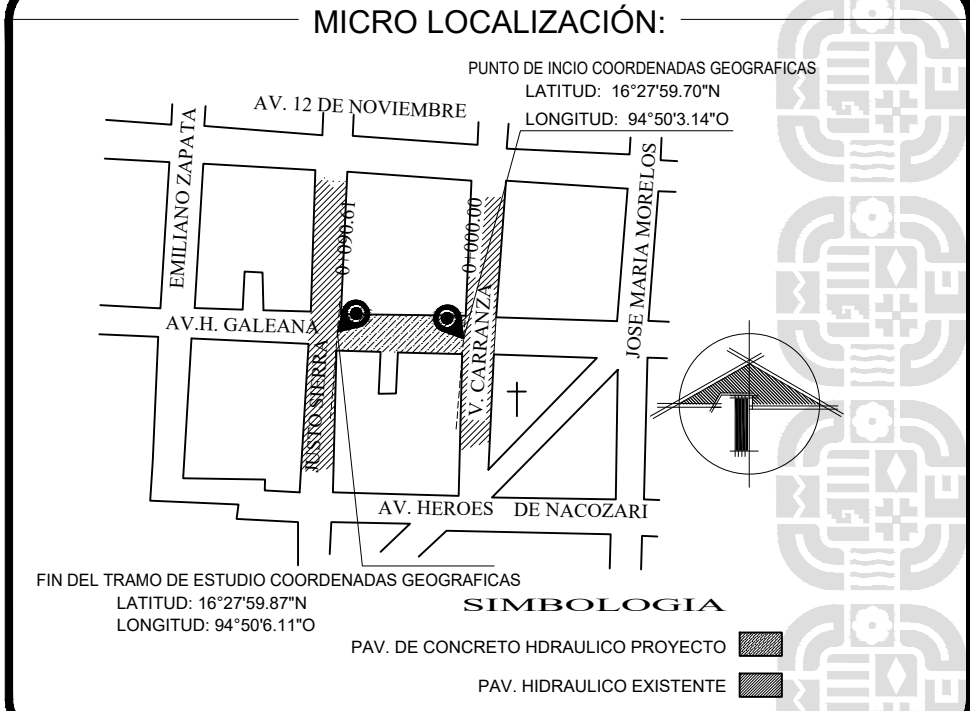 MICRO LOCALIZACIÓN:
PUNTO DE INCIO COORDENADAS GEOGRAFICAS
LATITUD: 16°27'59.70"N
LONGITUD: 94°50'3.14"O
AV. 12 DE NOVIEMBRE
EMILIANO ZAPATA
JOSE MARIA MORELOS
0+090.61
0+000.00
AV.H. GALEANA
JUSTO SIERRA
V. CARRANZA
AV. HEROES DE NACOZARI
FIN DEL TRAMO DE ESTUDIO COORDENADAS GEOGRAFICAS
LATITUD: 16°27'59.87"N
LONGITUD: 94°50'6.11"O
SIMBOLOGIA
PAV. DE CONCRETO HDRAULICO PROYECTO
PAV. HIDRAULICO EXISTENTE